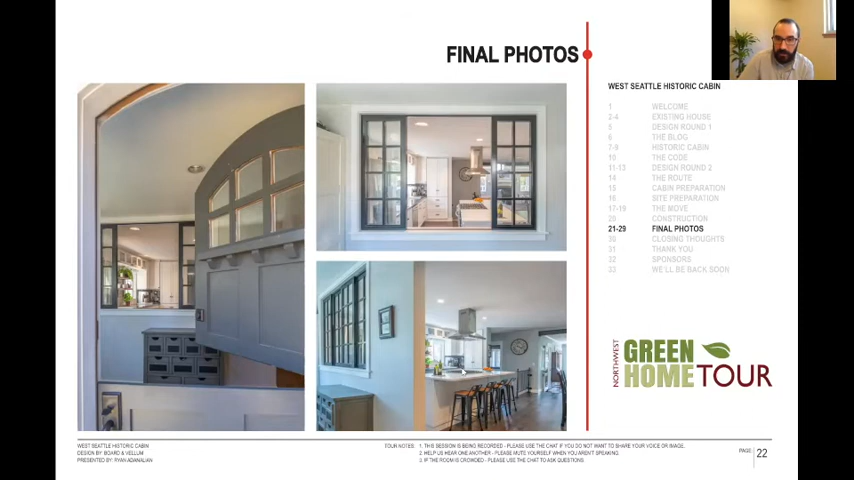 FINAL PHOTOS
WEST SEATTLE HISTORIC CABIN
1 WELCOME
2-4 EXISTING HOUSE
5 DESIGN ROUND 1
6 THE BLOG
7-9 HISTORIC CABIN
10 THE CODE
11-13 DESIGN ROUND 2
14 THE ROUTE
15 CABIN PREPARATION
16 SITE PREPARATION
17-19 THE MOVE
20 CONSTRUCTION
21-29 FINAL PHOTOS
30 CLOSING THOUGHTS
31 THANK YOU
32 SPONSORS
33 WE'LL BE BACK SOON
NORTHWEST
GREEN
HOME TOUR
WEST SEATTLE HISTORIC CABIN
DESIGN BY: BOARD & VELLUM
PRESENTED BY: RYAN ADANALIAN
TOUR NOTES: 1. THIS SESSION IS BEING RECORDED - PLEASE USE THE CHAT IF YOU DO NOT WANT TO SHARE YOUR VOICE OR IMAGE.
2. HELP US HEAR ONE ANOTHER - PLEASE MUTE YOURSELF WHEN YOU AREN'T SPEAKING.
3. IF THE ROOM IS CROWDED - PLEASE USE THE CHAT TO ASK QUESTIONS
PAGE 22